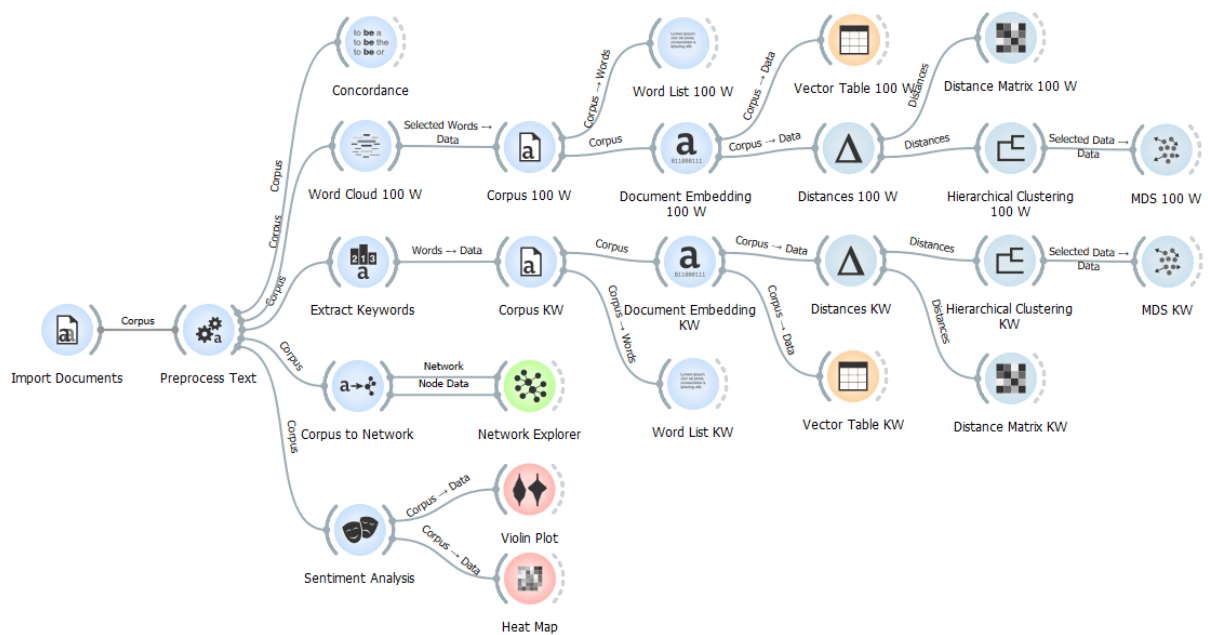 to be a
to be the
to be or
Concordance
Corpus
Lorem ipsum
Word List 100 W
Corpus → Words
Corpus → Data
Vector Table 100 W
Distances
Distance Matrix 100 W
Corpus
Word Cloud 100 W
Selected Words →
Data
a
Corpus 100 W
Corpus
a
011000111
Document Embedding
100 W
Corpus → Data
Distances 100 W
Distances
Hierarchical Clustering
100 W
Selected Data →
Data
MDS 100 W
Corpus
213
a
Extract Keywords
Words → Data
a
Corpus KW
Corpus
a
011000111
Document Embedding
KW
Corpus → Data
Distances KW
Distances
Hierarchical Clustering
KW
Selected Data →
Data
MDS KW
a
Import Documents
Corpus
a
Preprocess Text
Corpus
a
Corpus to Network
Network
Node Data
Network Explorer
Corpus → Words
Word List KW
Corpus → Data
Vector Table KW
Distances
Distance Matrix KW
Corpus
Sentiment Analysis
Corpus → Data
Violin Plot
Corpus → Data
Heat Map